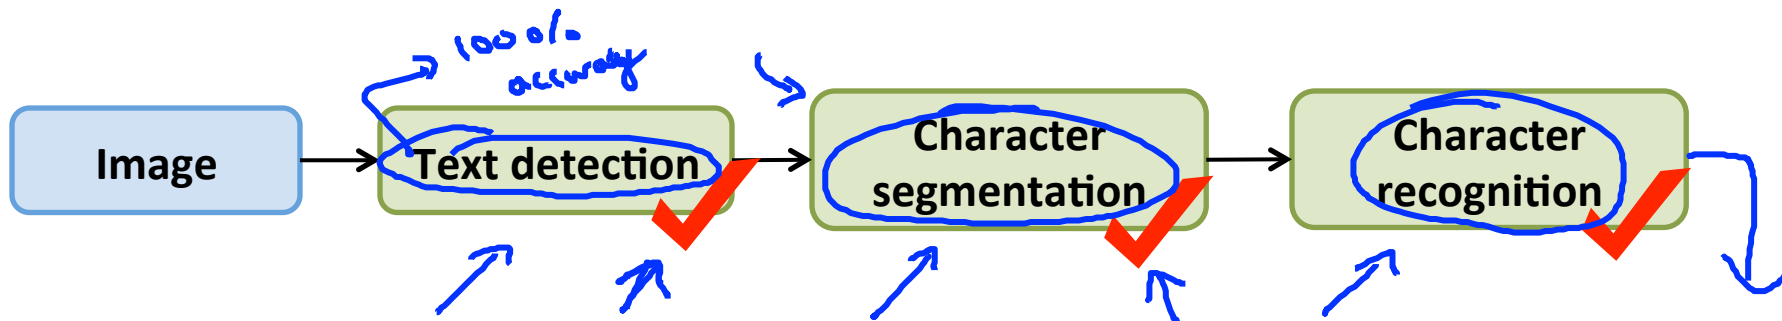 100%
accuracy
Image
Text detection
Character
segmentation
Character
recognition